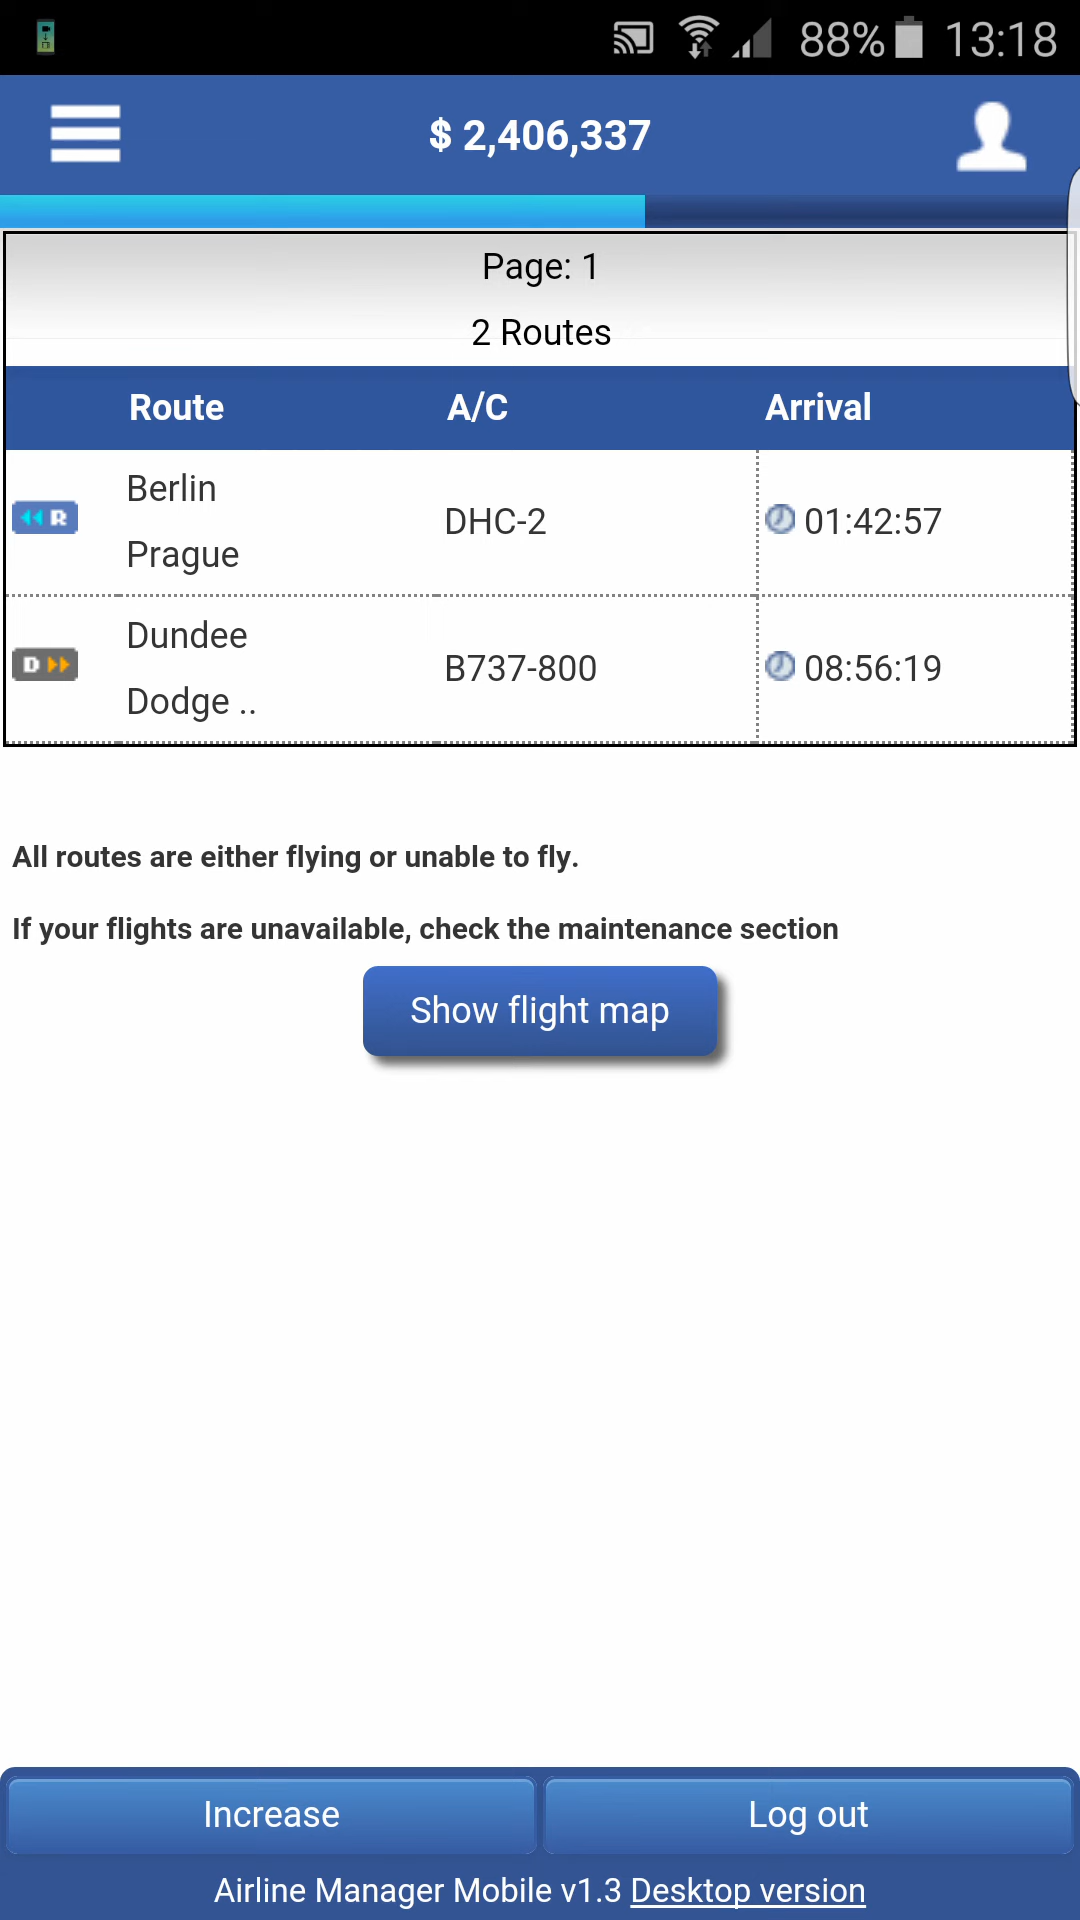 88% 13:18
$ 2,406,337
Page: 1
2 Routes
Route A/C Arrival
R Berlin Prague DHC-2 01:42:57
D Dundee Dodge .. B737-800 08:56:19
All routes are either flying or unable to fly.
If your flights are unavailable, check the maintenance section
Show flight map
Increase Log out
Airline Manager Mobile v1.3 Desktop version